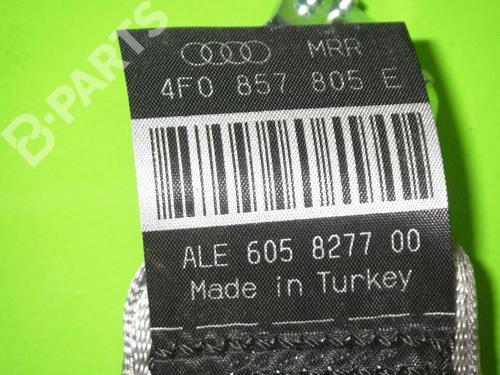 MRR
4F0 857 805 E
ALE 605 8277 00
Made in Turkey
B-PARTS